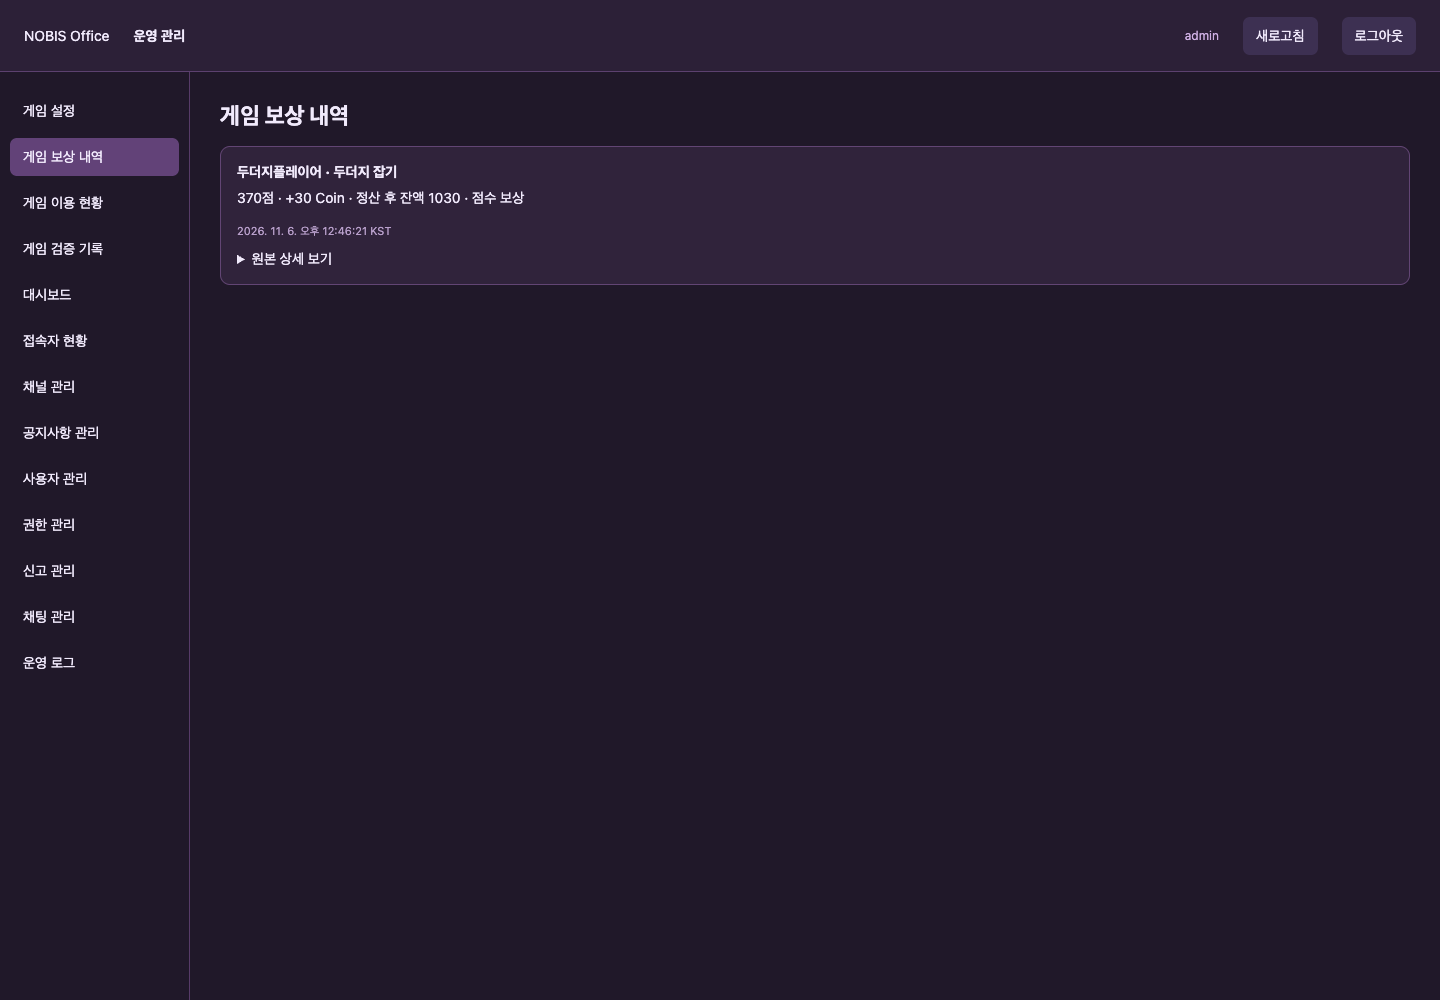 NOBIS Office 운영 관리 admin 새로고침 로그아웃
게임 설정
게임 보상 내역
게임 이용 현황
게임 검증 기록
대시보드
접속자 현황
채널 관리
공지사항 관리
사용자 관리
권한 관리
신고 관리
채팅 관리
운영 로그
게임 보상 내역
두더지플레이어 · 두더지 잡기
370점 · +30 Coin · 정산 후 잔액 1030 · 점수 보상
2026. 11. 6. 오후 12:46:21 KST
▶ 원본 상세 보기